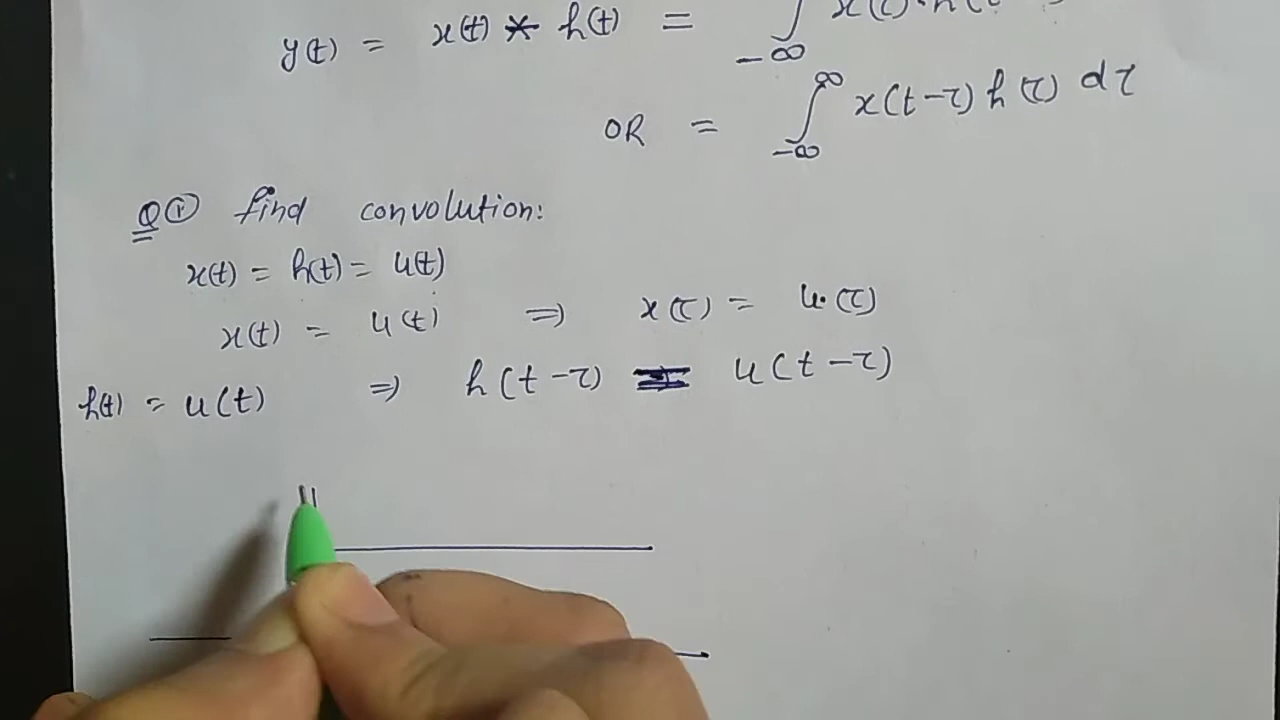 y(t) = x(t) * h(t) = ∫ -∞
OR = ∫ -∞ ∞ x(t-τ) h(τ) dτ
Q① find convolution:
x(t) = h(t) = u(t)
x(t) = u(t) ⇒ x(τ) = u(τ)
h(t) = u(t) ⇒ h(t-τ) = u(t-τ)